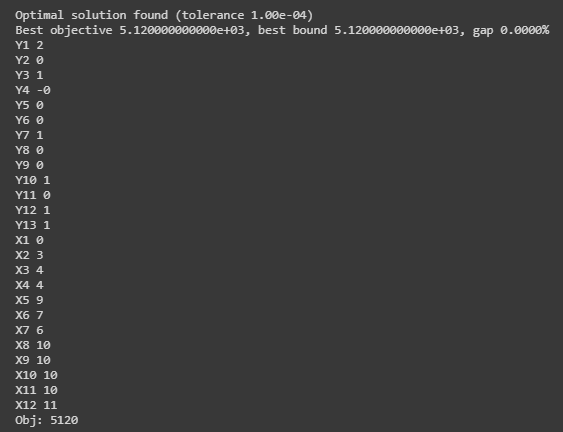 Optimal solution found (tolerance 1.00e-04)
Best objective 5.120000000000e+03, best bound 5.120000000000e+03, gap 0.0000%
Y1 2
Y2 0
Y3 1
Y4 -0
Y5 0
Y6 0
Y7 1
Y8 0
Y9 0
Y10 1
Y11 0
Y12 1
Y13 1
X1 0
X2 3
X3 4
X4 4
X5 9
X6 7
X7 6
X8 10
X9 10
X10 10
X11 10
X12 11
Obj: 5120